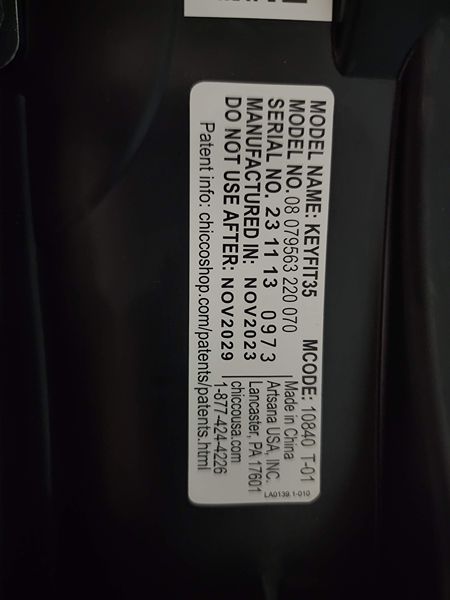 MODEL NAME: KEYFIT35 MCODE: 10840 T-01
MODEL NO. 08 079563 220 070
SERIAL NO. 23 11 13 0973
MANUFACTURED IN: NOV2023
DO NOT USE AFTER: NOV2029
Made in China
Artsana USA, INC.
Lancaster, PA 17601
chiccousa.com
1-877-424-4226
Patent info: chiccoshop.com/patents/patents.html
LA0139.1-010